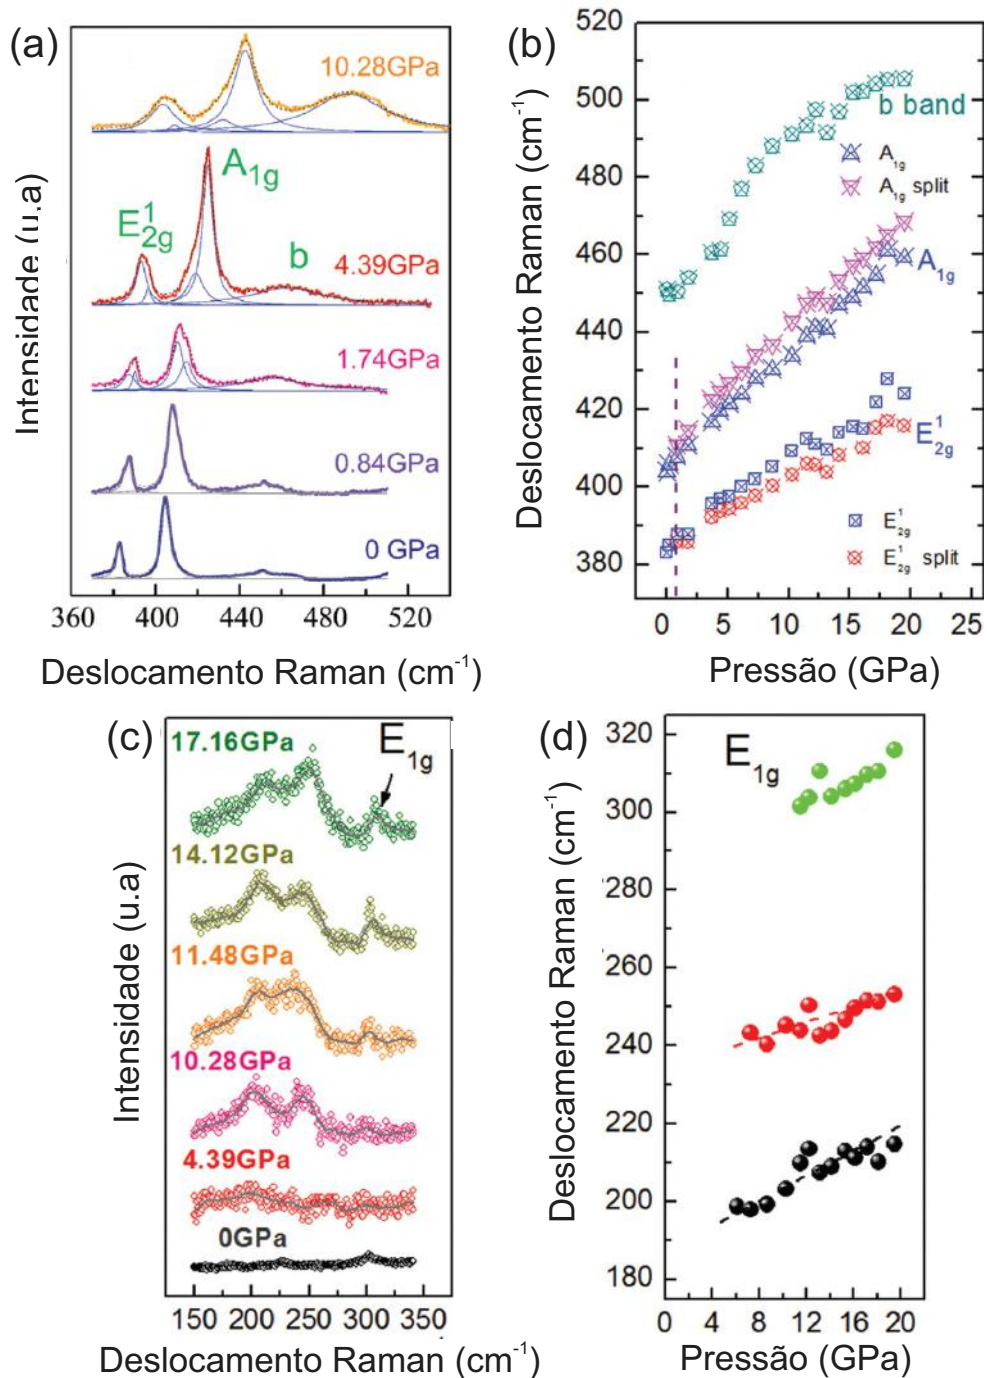 (a)
10.28GPa
A1g
E12g
b
4.39GPa
1.74GPa
0.84GPa
0 GPa
Intensidade (u.a)
360 400 440 480 520
Deslocamento Raman (cm-1)
(b)
520
500
480
460
440
420
400
380
b band
A1g
A1g split
A1g
E12g
E12g
E12g split
Deslocamento Raman (cm-1)
0 5 10 15 20 25
Pressão (GPa)
(c)
17.16GPa
E1g
14.12GPa
11.48GPa
10.28GPa
4.39GPa
0GPa
Intensidade (u.a)
150 200 250 300 350
Deslocamento Raman (cm-1)
(d)
E1g
320
300
280
260
240
220
200
180
Deslocamento Raman (cm-1)
0 4 8 12 16 20
Pressão (GPa)